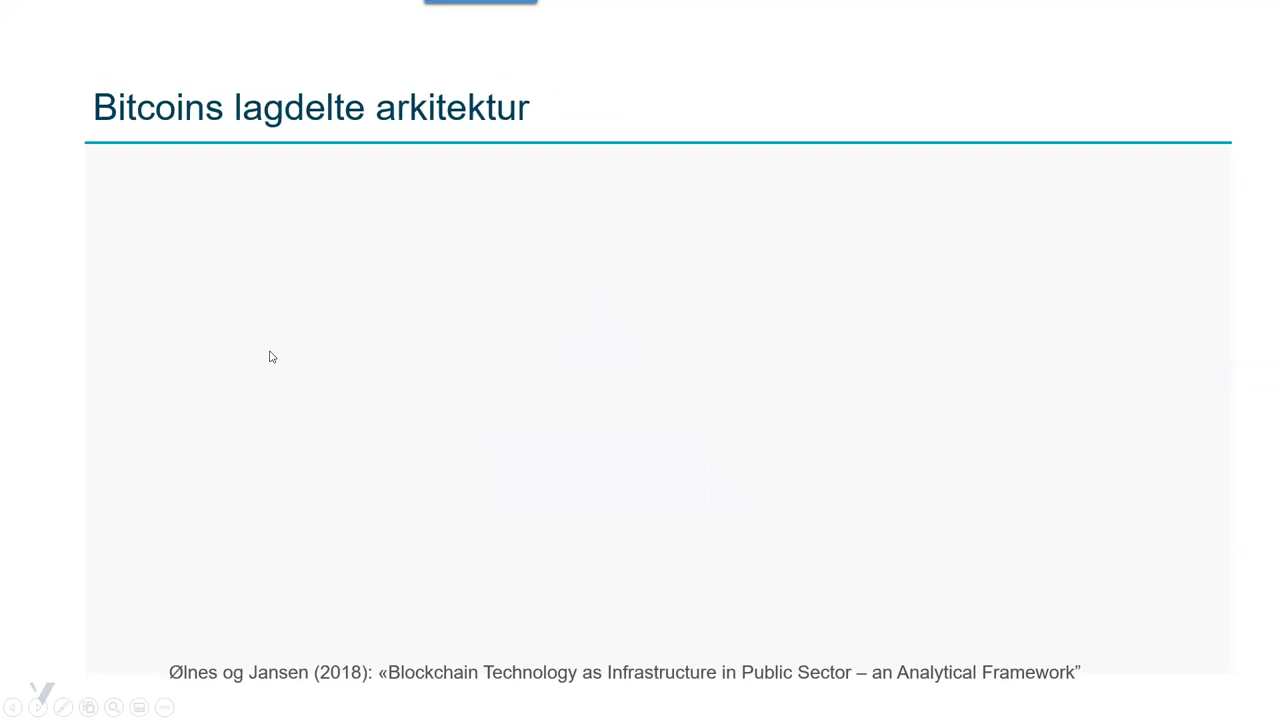 Bitcoins lagdelte arkitektur
Ølnes og Jansen (2018): «Blockchain Technology as Infrastructure in Public Sector – an Analytical Framework”